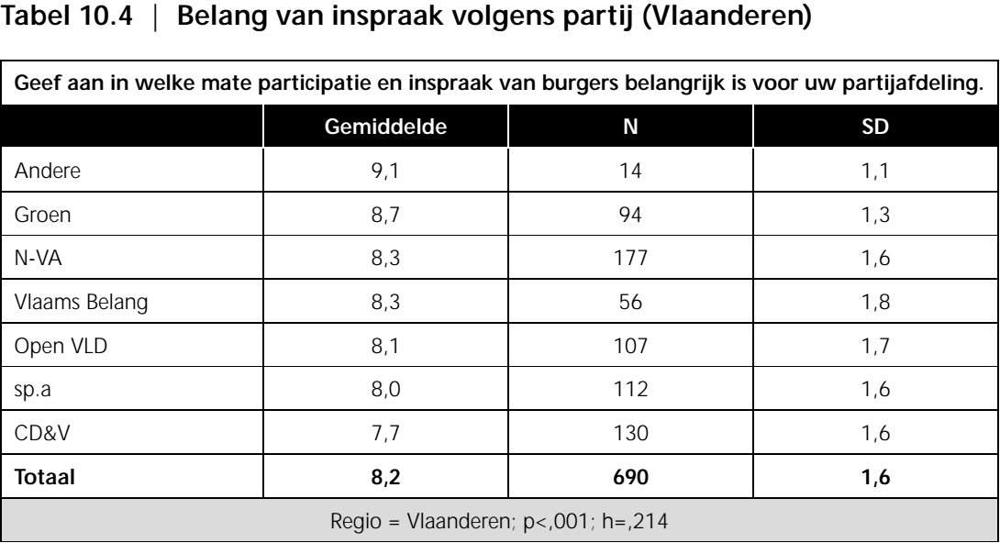 Tabel 10.4 | Belang van inspraak volgens partij (Vlaanderen)
Geef aan in welke mate participatie en inspraak van burgers belangrijk is voor uw partijafdeling.
Gemiddelde N SD
Andere 9,1 14 1,1
Groen 8,7 94 1,3
N-VA 8,3 177 1,6
Vlaams Belang 8,3 56 1,8
Open VLD 8,1 107 1,7
sp.a 8,0 112 1,6
CD&V 7,7 130 1,6
Totaal 8,2 690 1,6
Regio = Vlaanderen; p<,001; h=,214